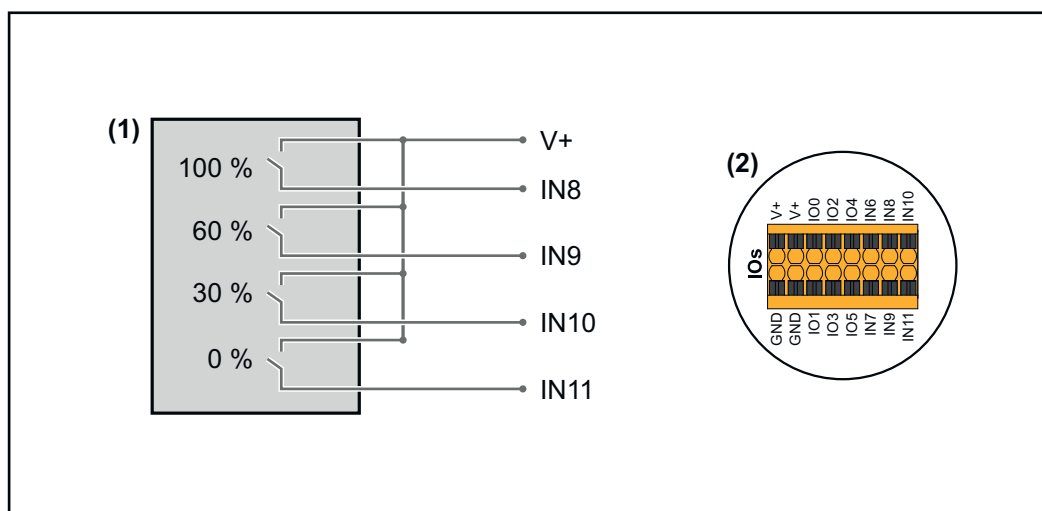 (1)
100 %
60 %
30 %
0 %
V+
IN8
IN9
IN10
IN11
(2)
IOs
V+
V+
IO0
IO2
IO4
IN6
IN8
IN10
GND
GND
IO1
IO3
IO5
IN7
IN9
IN11